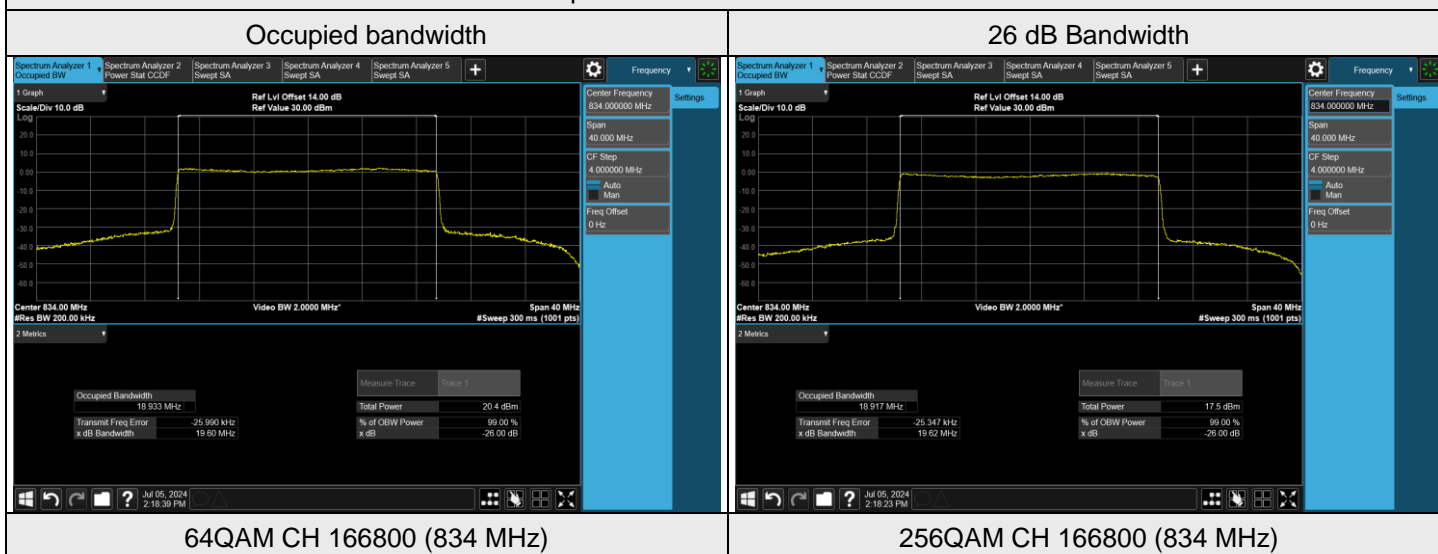 Occupied bandwidth
26 dB Bandwidth
Spectrum Analyzer 1
Occupied BW
Spectrum Analyzer 2
Power Stat CCDF
Spectrum Analyzer 3
Swept SA
Spectrum Analyzer 4
Swept SA
Spectrum Analyzer 5
Swept SA
+
Frequency
1 Graph
Scale/Div 10.0 dB
Ref Lvl Offset 14.00 dB
Ref Value 30.00 dBm
Log
20.0
10.0
0.00
-10.0
-20.0
-30.0
-40.0
-50.0
-60.0
Center 834.00 MHz
#Res BW 200.00 kHz
Video BW 2.0000 MHz*
Span 40 MHz
#Sweep 300 ms (1001 pts)
Center Frequency
834.000000 MHz
Settings
Span
40.000 MHz
CF Step
4.000000 MHz
Auto
Man
Freq Offset
0 Hz
2 Metrics
Measure Trace Trace 1
Occupied Bandwidth
18.933 MHz
Total Power 20.4 dBm
Transmit Freq Error -25.990 kHz
% of OBW Power 99.00 %
x dB Bandwidth 19.60 MHz
x dB -26.00 dB
?
Jul 05, 2024
2:18:39 PM
Spectrum Analyzer 1
Occupied BW
Spectrum Analyzer 2
Power Stat CCDF
Spectrum Analyzer 3
Swept SA
Spectrum Analyzer 4
Swept SA
Spectrum Analyzer 5
Swept SA
+
Frequency
1 Graph
Scale/Div 10.0 dB
Ref Lvl Offset 14.00 dB
Ref Value 30.00 dBm
Log
20.0
10.0
0.00
-10.0
-20.0
-30.0
-40.0
-50.0
-60.0
Center 834.00 MHz
#Res BW 200.00 kHz
Video BW 2.0000 MHz*
Span 40 MHz
#Sweep 300 ms (1001 pts)
Center Frequency
834.000000 MHz
Settings
Span
40.000 MHz
CF Step
4.000000 MHz
Auto
Man
Freq Offset
0 Hz
2 Metrics
Measure Trace Trace 1
Occupied Bandwidth
18.917 MHz
Total Power 17.5 dBm
Transmit Freq Error -25.347 kHz
% of OBW Power 99.00 %
x dB Bandwidth 19.62 MHz
x dB -26.00 dB
?
Jul 05, 2024
2:18:23 PM
64QAM CH 166800 (834 MHz)
256QAM CH 166800 (834 MHz)